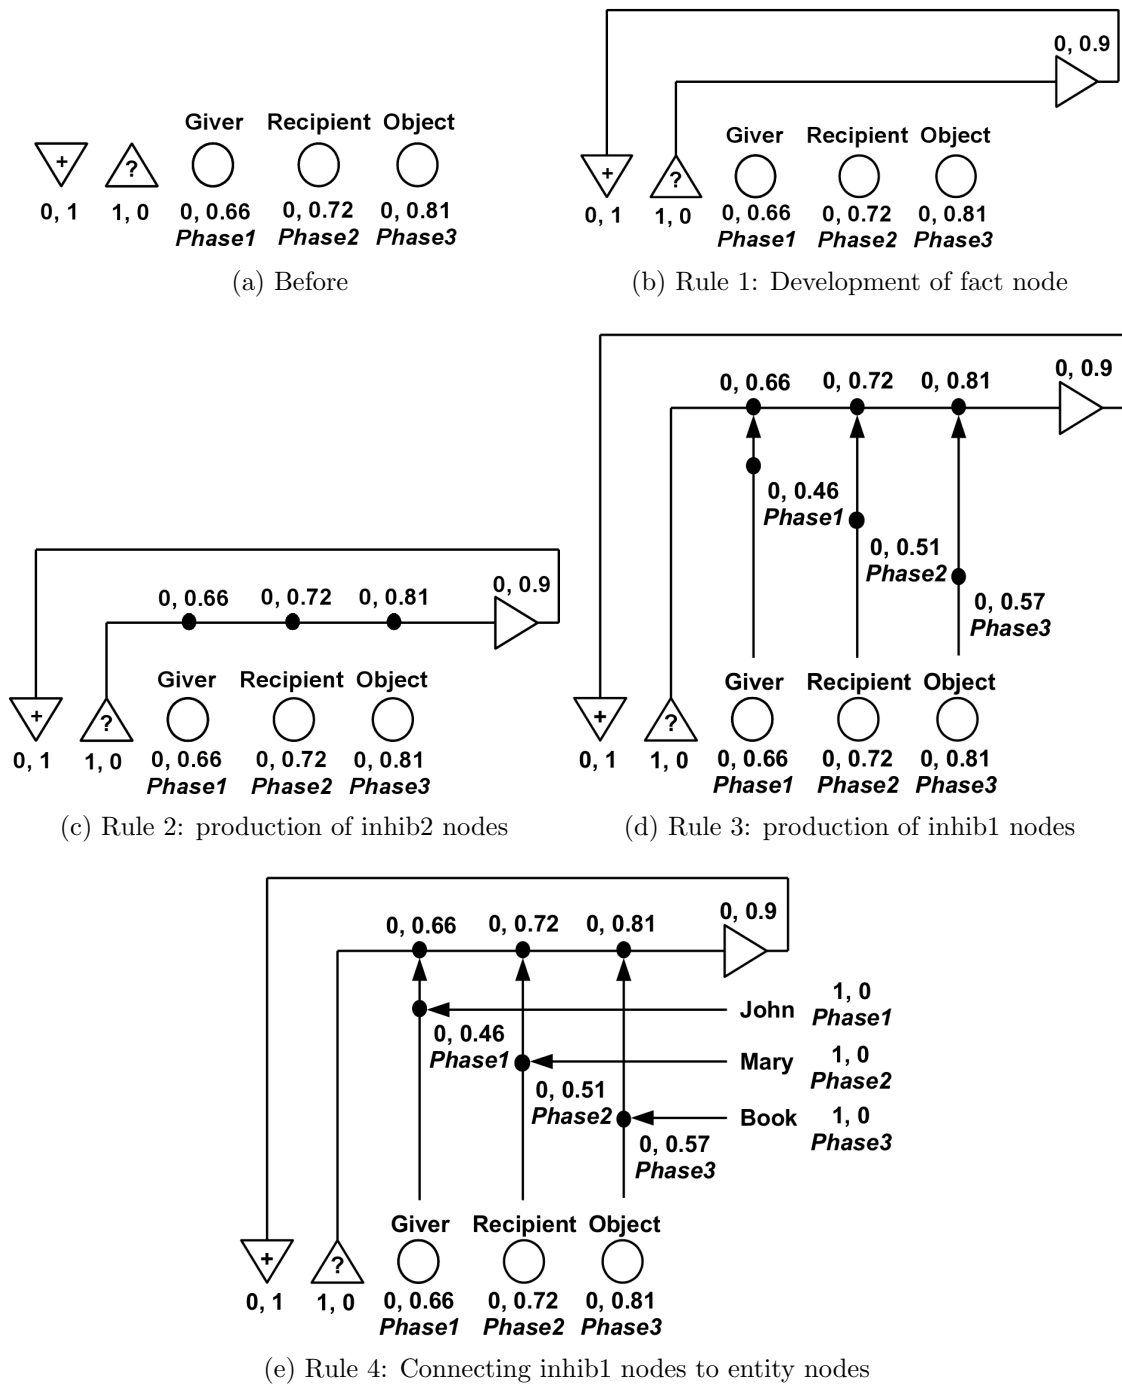 Giver Recipient Object
+ ?
0, 1 1, 0 0, 0.66 0, 0.72 0, 0.81
Phase1 Phase2 Phase3
(a) Before
0, 0.9
Giver Recipient Object
+ ?
0, 1 1, 0 0, 0.66 0, 0.72 0, 0.81
Phase1 Phase2 Phase3
(b) Rule 1: Development of fact node
0, 0.9
0, 0.66 0, 0.72 0, 0.81
Giver Recipient Object
+ ?
0, 1 1, 0 0, 0.66 0, 0.72 0, 0.81
Phase1 Phase2 Phase3
(c) Rule 2: production of inhib2 nodes
0, 0.9
0, 0.66 0, 0.72 0, 0.81
0, 0.46
Phase1
0, 0.51
Phase2
0, 0.57
Phase3
Giver Recipient Object
+ ?
0, 1 1, 0 0, 0.66 0, 0.72 0, 0.81
Phase1 Phase2 Phase3
(d) Rule 3: production of inhib1 nodes
0, 0.9
0, 0.66 0, 0.72 0, 0.81
John 1, 0
Phase1
0, 0.46
Phase1
Mary 1, 0
Phase2
0, 0.51
Phase2
Book 1, 0
Phase3
0, 0.57
Phase3
Giver Recipient Object
+ ?
0, 1 1, 0 0, 0.66 0, 0.72 0, 0.81
Phase1 Phase2 Phase3
(e) Rule 4: Connecting inhib1 nodes to entity nodes